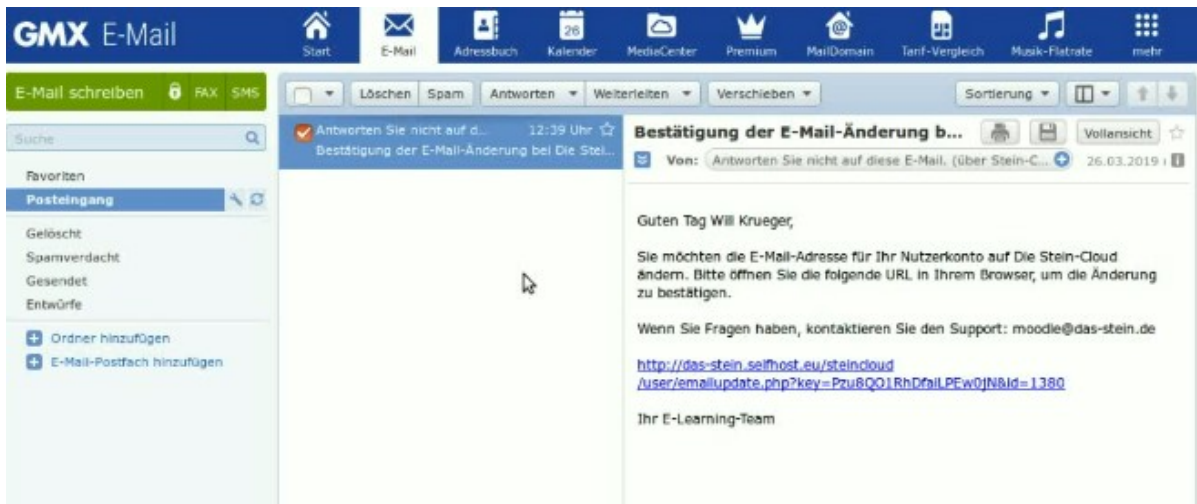 GMX E-Mail
Start
E-Mail
Adressbuch
26
Kalender
MediaCenter
Premium
MailDomain
Tarif-Vergleich
Musik-Flatrate
mehr
E-Mail schreiben FAX SMS
Löschen Spam Antworten Weiterleiten Verschieben Sortierung
Suche
Favoriten
Posteingang
Gelöscht
Spamverdacht
Gesendet
Entwürfe
Ordner hinzufügen
E-Mail-Postfach hinzufügen
Antworten Sie nicht auf d... 12:39 Uhr
Bestätigung der E-Mail-Änderung bei Die Stei...
Bestätigung der E-Mail-Änderung b... Vollansicht
Von: Antworten Sie nicht auf diese E-Mail. (über Stein-C... 26.03.2019
Guten Tag Will Krueger,
Sie möchten die E-Mail-Adresse für Ihr Nutzerkonto auf Die Stein-Cloud
ändern. Bitte öffnen Sie die folgende URL in Ihrem Browser, um die Änderung
zu bestätigen.
Wenn Sie Fragen haben, kontaktieren Sie den Support: moodle@das-stein.de
http://das-stein.selfhost.eu/steincloud
/user/emailupdate.php?key=Pzu8QO1RhDfaiLPEw0jN&id=1380
Ihr E-Learning-Team